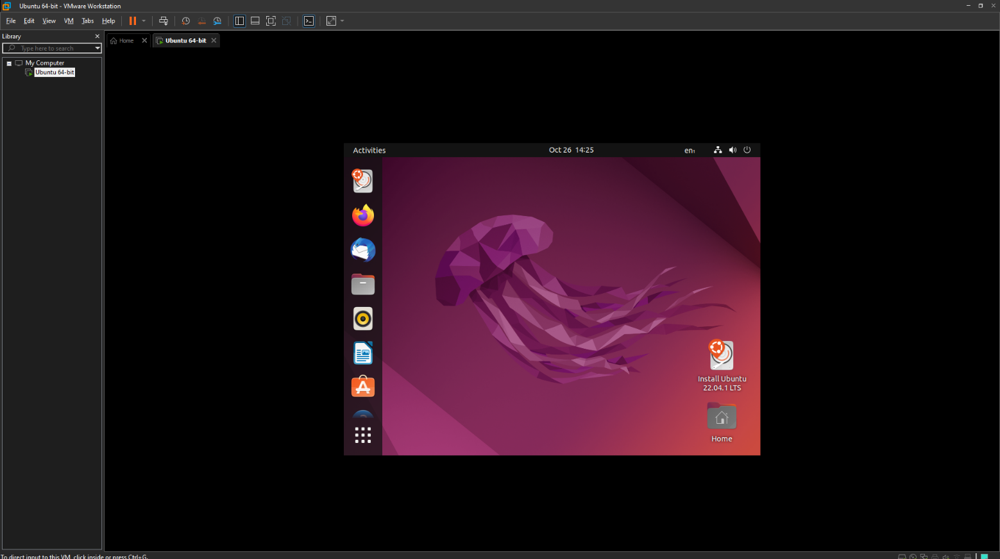 Ubuntu 64-bit - VMware Workstation
File Edit View VM Tabs Help
Library
Type here to search
My Computer
Ubuntu 64-bit
Home
Ubuntu 64-bit
Activities
Oct 26 14:25
en₁
Install Ubuntu
22.04.1 LTS
Home
To direct input to this VM, click inside or press Ctrl+G.